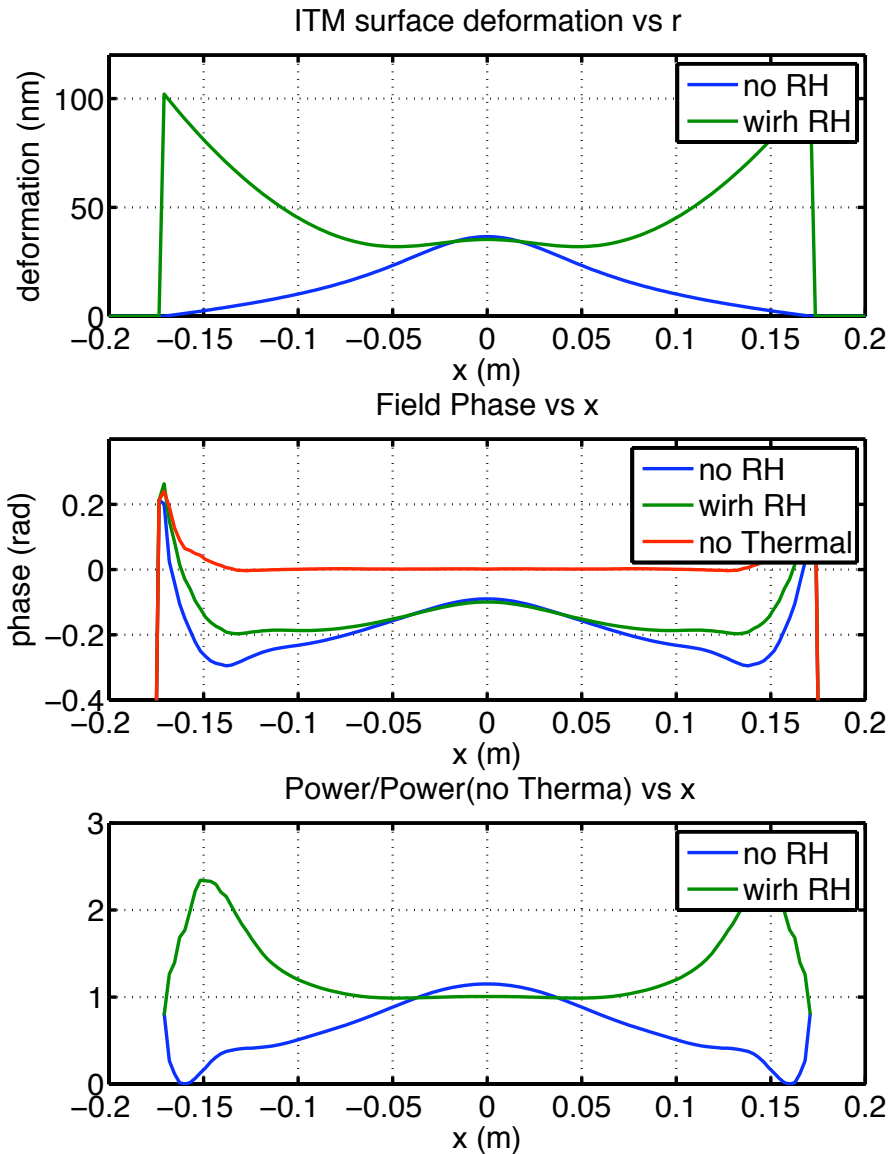 ITM surface deformation vs r
deformation (nm)
100
50
0
no RH
wirh RH
−0.2 −0.15 −0.1 −0.05 0 0.05 0.1 0.15 0.2
x (m)
Field Phase vs x
phase (rad)
0.2
0
−0.2
−0.4
no RH
wirh RH
no Thermal
−0.2 −0.15 −0.1 −0.05 0 0.05 0.1 0.15 0.2
x (m)
Power/Power(no Therma) vs x
3
2
1
0
no RH
wirh RH
−0.2 −0.15 −0.1 −0.05 0 0.05 0.1 0.15 0.2
x (m)